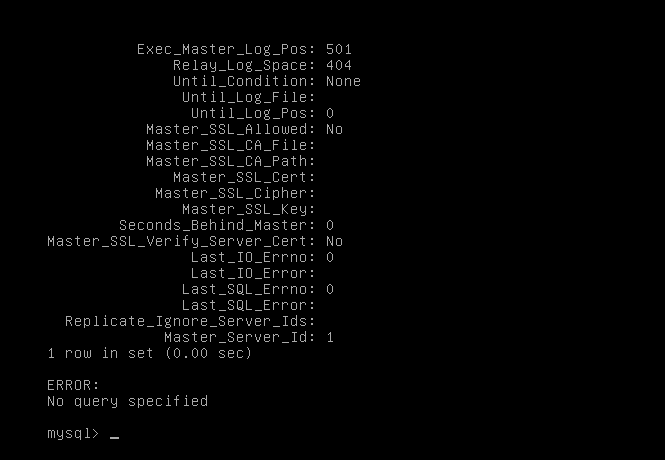 Exec_Master_Log_Pos: 501
Relay_Log_Space: 404
Until_Condition: None
Until_Log_File:
Until_Log_Pos: 0
Master_SSL_Allowed: No
Master_SSL_CA_File:
Master_SSL_CA_Path:
Master_SSL_Cert:
Master_SSL_Cipher:
Master_SSL_Key:
Seconds_Behind_Master: 0
Master_SSL_Verify_Server_Cert: No
Last_IO_Errno: 0
Last_IO_Error:
Last_SQL_Errno: 0
Last_SQL_Error:
Replicate_Ignore_Server_Ids:
Master_Server_Id: 1
1 row in set (0.00 sec)
ERROR:
No query specified
mysql> _